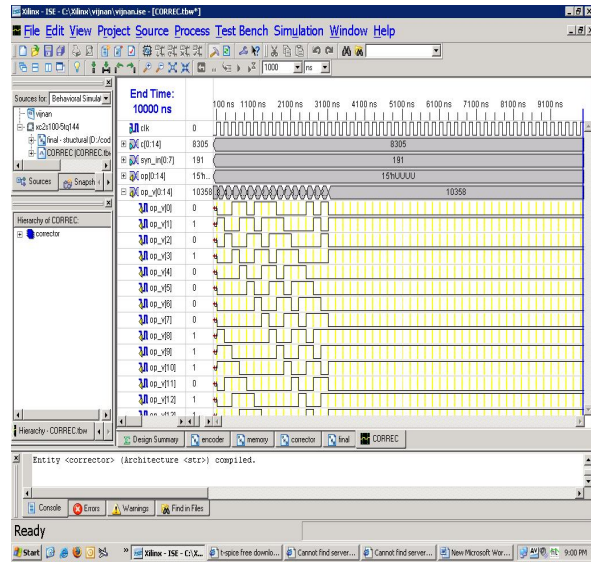 Xilinx - ISE - C:\Xilinx\vijnan\vijnan.ise - [CORREC.tbw*]
File Edit View Project Source Process Test Bench Simulation Window Help
1000 ns
Sources for: Behavioral Simulat
vijnan
xc2s100-5tq144
final - structural (D:/cod
CORREC (CORREC.tbw
Sources Snapsh
Hierarchy of CORREC:
corrector
Hierarchy - CORREC.tbw
End Time:
10000 ns
100 ns 1100 ns 2100 ns 3100 ns 4100 ns 5100 ns 6100 ns 7100 ns 8100 ns 9100 ns
clk 0
c[0:14] 8305 8305
syn_in[0:7] 191 191
op[0:14] 15'h... 15'hUUUU
op_v[0:14] 10358 10358
op_v[0] 0
op_v[1] 1
op_v[2] 0
op_v[3] 1
op_v[4] 0
op_v[5] 0
op_v[6] 0
op_v[7] 0
op_v[8] 1
op_v[9] 1
op_v[10] 1
op_v[11] 0
op_v[12] 1
Design Summary encoder memory corrector final CORREC
Entity <corrector> (Architecture <str>) compiled.
Console Errors Warnings Find in Files
Ready
Start » Xilinx - ISE - C:\X... t-spice free downlo... Cannot find server... Cannot find server... New Microsoft Wor... 9:00 PM